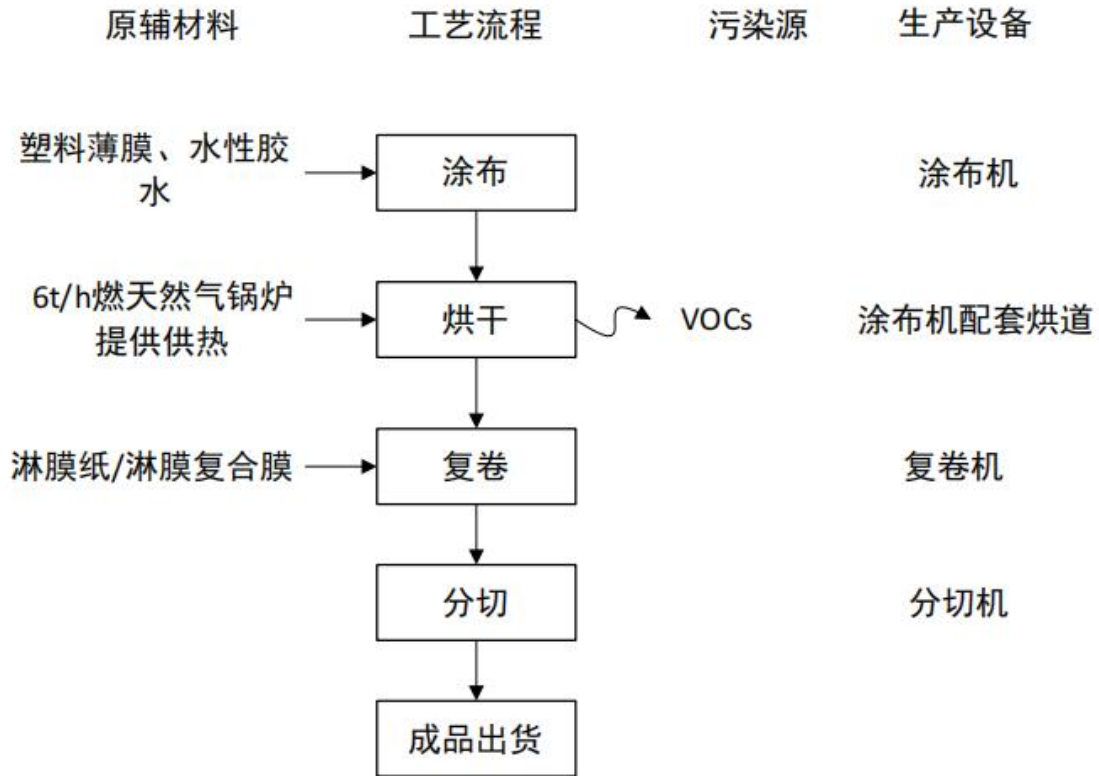 原辅材料 工艺流程 污染源 生产设备
塑料薄膜、水性胶
水
涂布
涂布机
6t/h燃天然气锅炉
提供供热
烘干
VOCs
涂布机配套烘道
淋膜纸/淋膜复合膜
复卷
复卷机
分切
分切机
成品出货